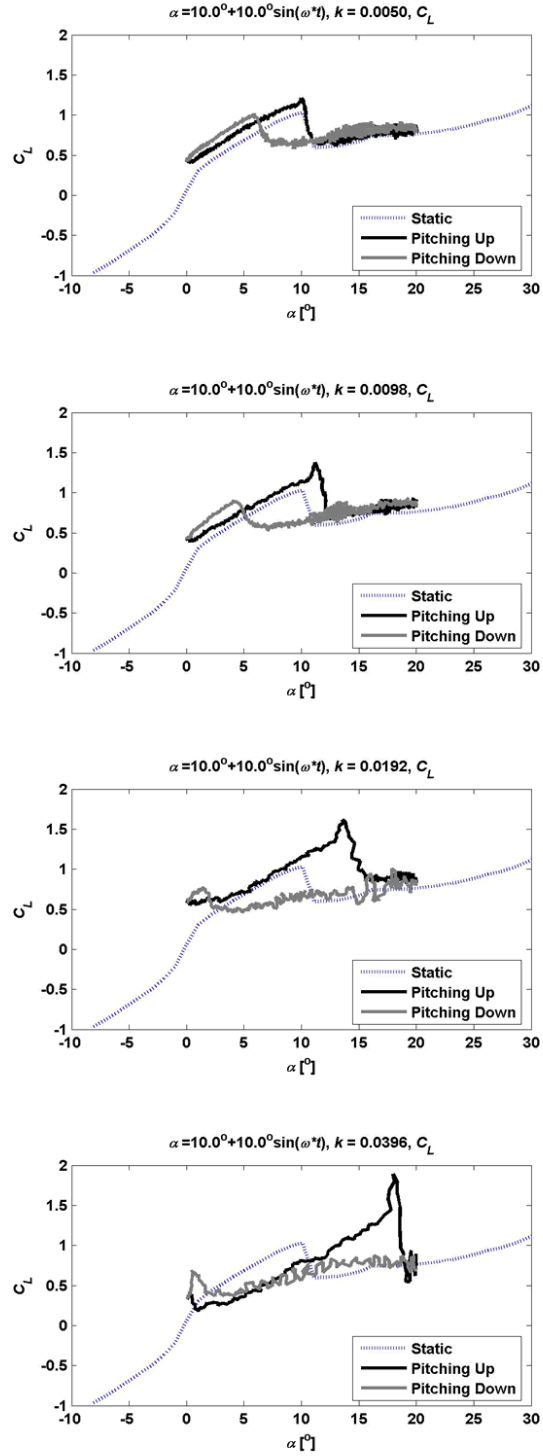 α =10.0°+10.0°sin(ω*t), k = 0.0050, C_L
2
1.5
1
0.5
0
-0.5
-1
C_L
-10 -5 0 5 10 15 20 25 30
α [°]
Static
Pitching Up
Pitching Down
α =10.0°+10.0°sin(ω*t), k = 0.0098, C_L
2
1.5
1
0.5
0
-0.5
-1
C_L
-10 -5 0 5 10 15 20 25 30
α [°]
Static
Pitching Up
Pitching Down
α =10.0°+10.0°sin(ω*t), k = 0.0192, C_L
2
1.5
1
0.5
0
-0.5
-1
C_L
-10 -5 0 5 10 15 20 25 30
α [°]
Static
Pitching Up
Pitching Down
α =10.0°+10.0°sin(ω*t), k = 0.0396, C_L
2
1.5
1
0.5
0
-0.5
-1
C_L
-10 -5 0 5 10 15 20 25 30
α [°]
Static
Pitching Up
Pitching Down